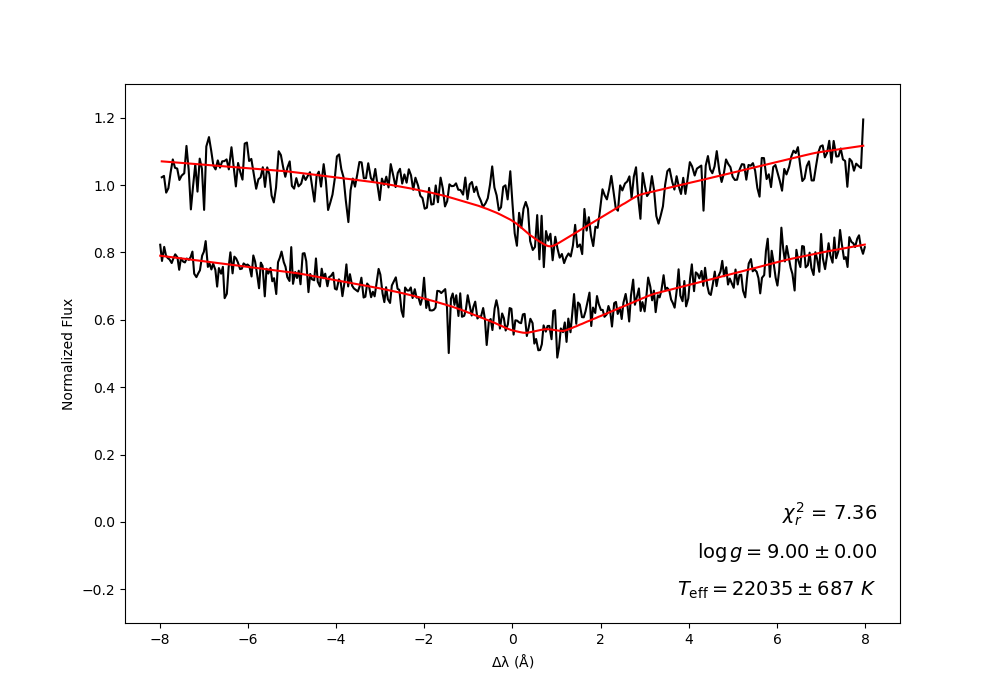 1.2
1.0
0.8
0.6
0.4
0.2
0.0
−0.2
Normalized Flux
χ²ᵣ = 7.36
log g = 9.00 ± 0.00
T_eff = 22035 ± 687 K
−8 −6 −4 −2 0 2 4 6 8
Δλ (Å)